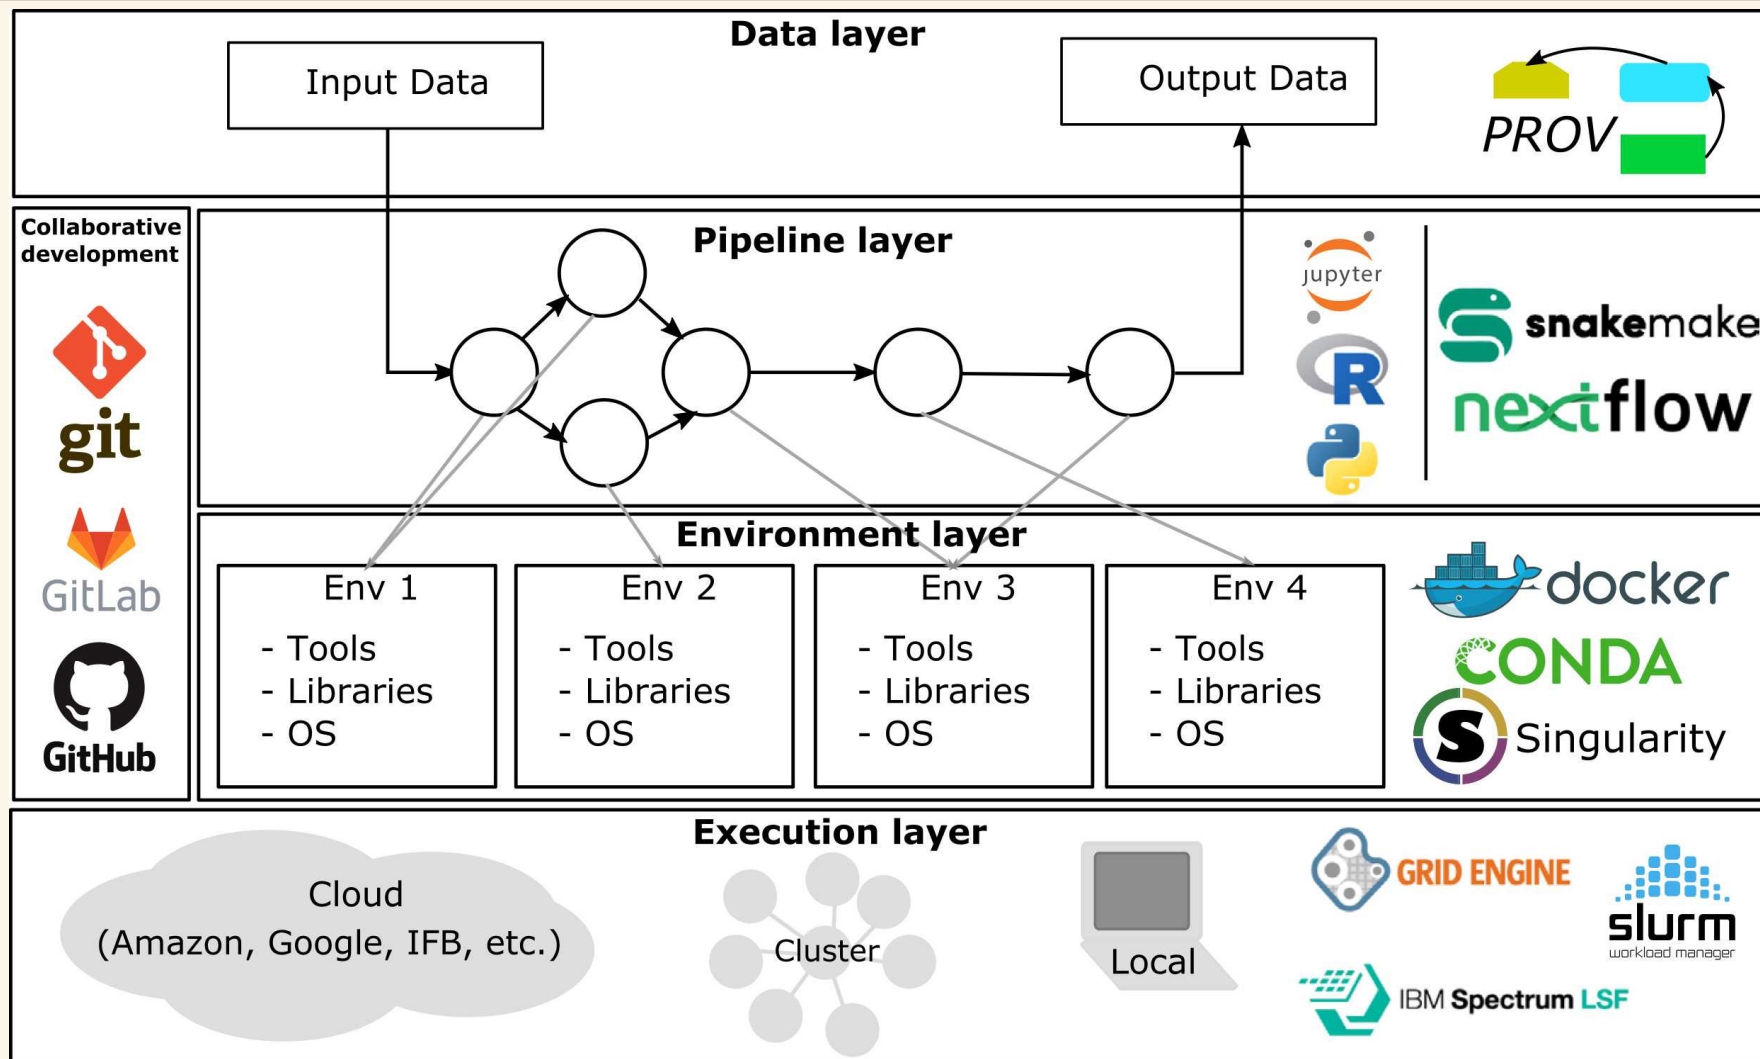 Data layer
Input Data
Output Data
PROV
Collaborative
development
git
GitLab
GitHub
Pipeline layer
jupyter
R
snakemake
nextflow
Environment layer
Env 1
- Tools
- Libraries
- OS
Env 2
- Tools
- Libraries
- OS
Env 3
- Tools
- Libraries
- OS
Env 4
- Tools
- Libraries
- OS
docker
CONDA
S
Singularity
Execution layer
Cloud
(Amazon, Google, IFB, etc.)
Cluster
Local
GRID ENGINE
slurm
workload manager
IBM Spectrum LSF